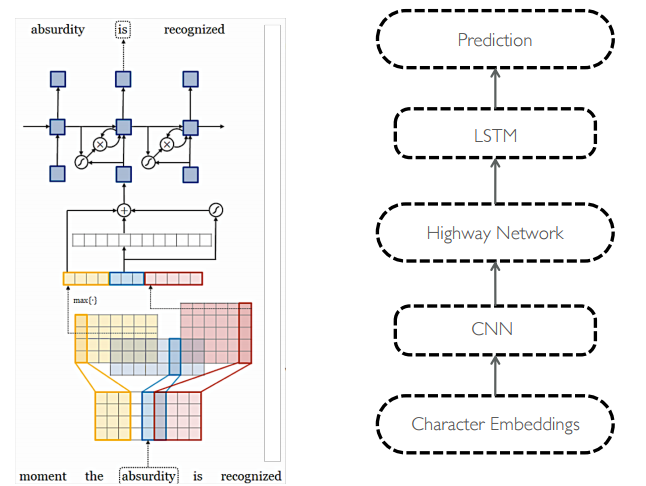 absurdity is recognized
max{·}
moment the absurdity is recognized
Prediction
LSTM
Highway Network
CNN
Character Embeddings